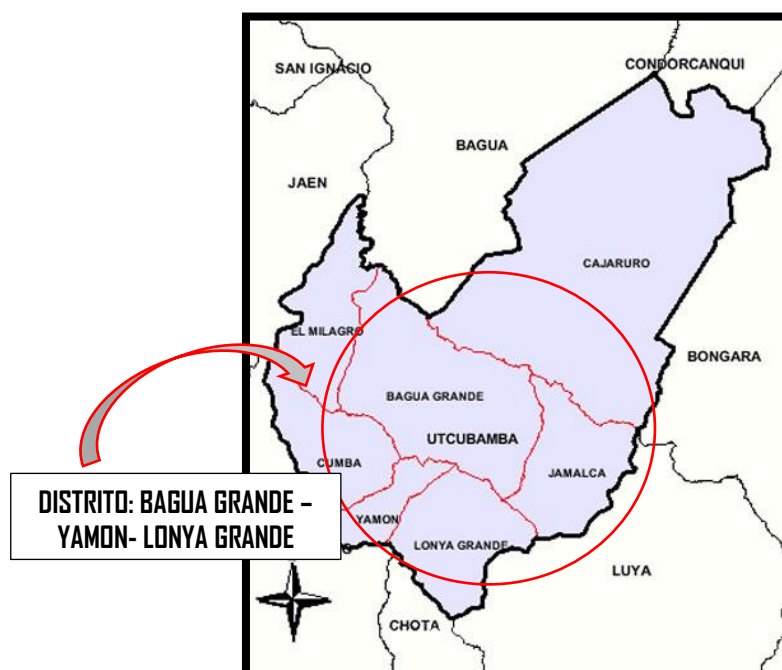 CONDORCANQUI
SAN IGNACIO
BAGUA
JAEN
CAJARURO
EL MILAGRO
BONGARA
BAGUA GRANDE
UTCUBAMBA
CUMBA
JAMALCA
DISTRITO: BAGUA GRANDE –
YAMON- LONYA GRANDE
YAMON
LONYA GRANDE
LUYA
CHOTA